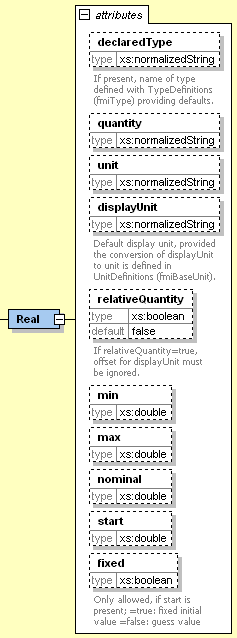 attributes
declaredType
type xs:normalizedString
If present, name of type
defined with TypeDefinitions
(fmiType) providing defaults.
quantity
type xs:normalizedString
unit
type xs:normalizedString
displayUnit
type xs:normalizedString
Default display unit, provided
the conversion of displayUnit
to unit is defined in
UnitDefinitions (fmiBaseUnit).
relativeQuantity
type xs:boolean
default false
Real
If relativeQuantity=true,
offset for displayUnit must
be ignored.
min
type xs:double
max
type xs:double
nominal
type xs:double
start
type xs:double
fixed
type xs:boolean
Only allowed, if start is
present; =true: fixed initial
value =false: guess value